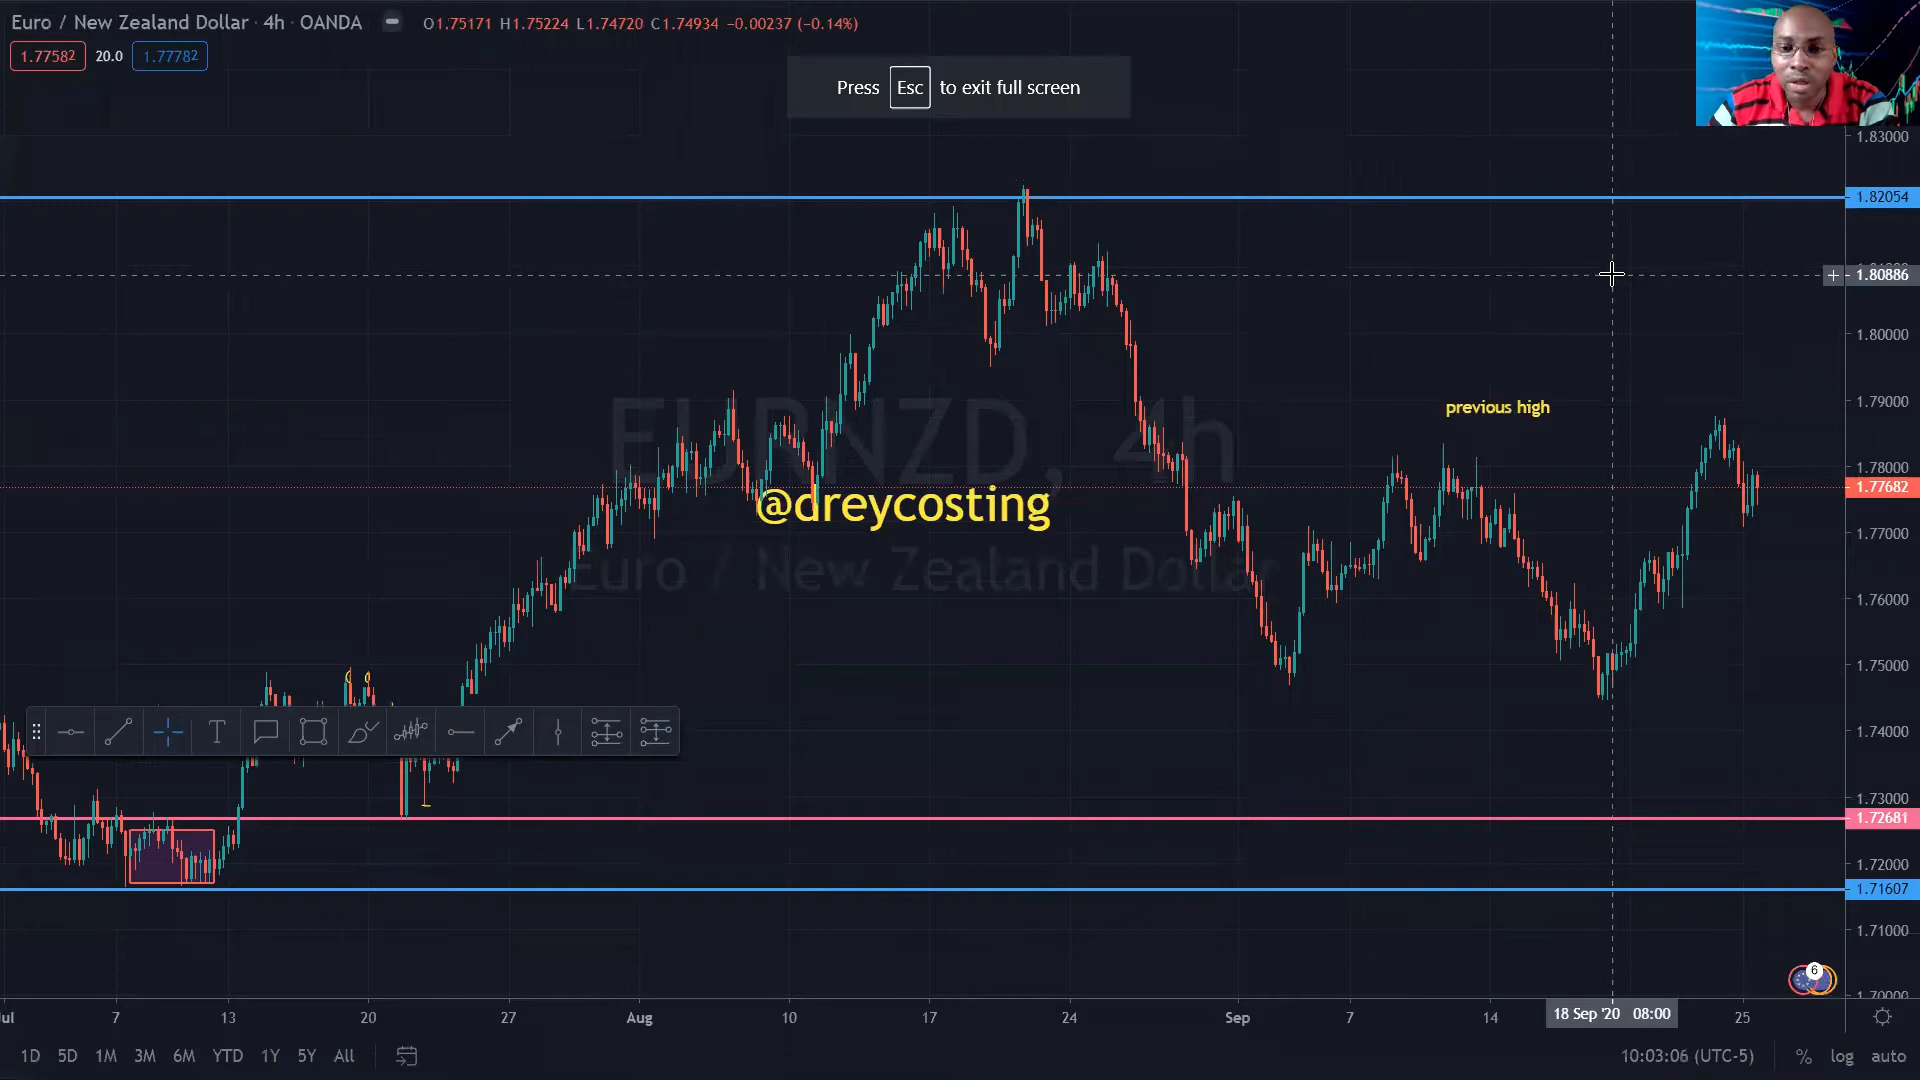 Euro / New Zealand Dollar · 4h · OANDA O1.75171 H1.75224 L1.74720 C1.74934 −0.00237 (−0.14%)
1.77582 20.0 1.77782
Press Esc to exit full screen
1.83000
1.82054
1.80886
1.80000
1.79000
previous high
EURNZD, 4h
1.78000
1.77682
@dreycosting
1.77000
Euro / New Zealand Dollar
1.76000
1.75000
T
1.74000
1.73000
1.72681
1.72000
1.71607
1.71000
6
1.70000
Jul 7 13 20 27 Aug 10 17 24 Sep 7 14 18 Sep '20 08:00 25
1D 5D 1M 3M 6M YTD 1Y 5Y All 10:03:06 (UTC-5) % log auto